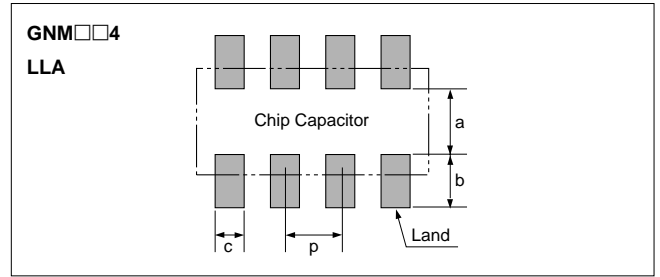 GNM□□4
LLA
Chip Capacitor
a
b
c
p
Land